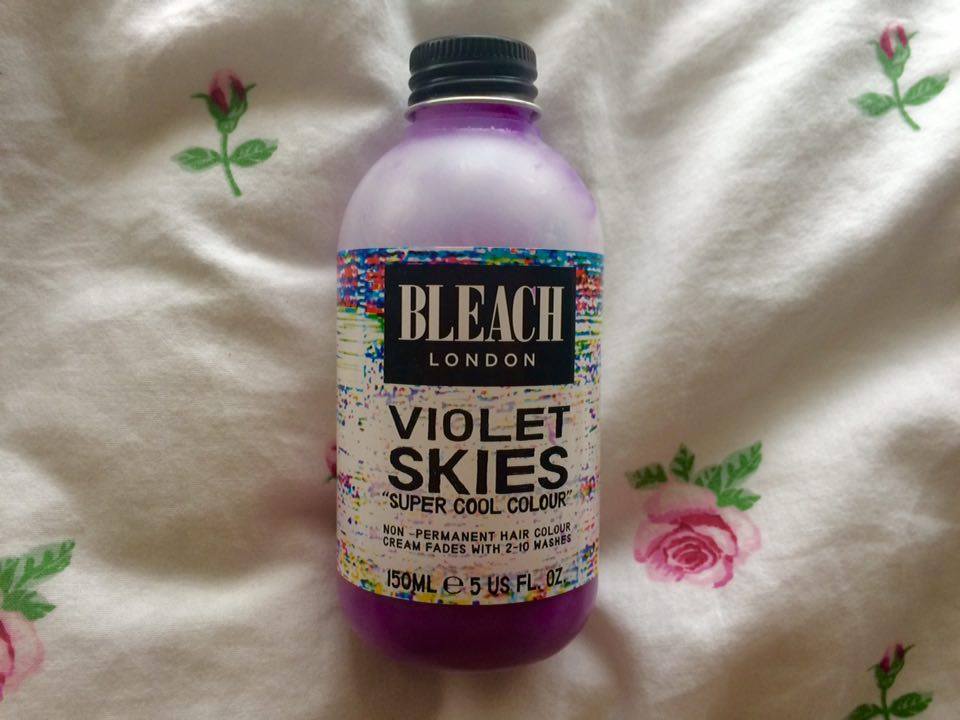 BLEACH
LONDON
VIOLET
SKIES
"SUPER COOL COLOUR"
NON -PERMANENT HAIR COLOUR
CREAM FADES WITH 2-10 WASHES
150ML ℮ 5 US FL. OZ.